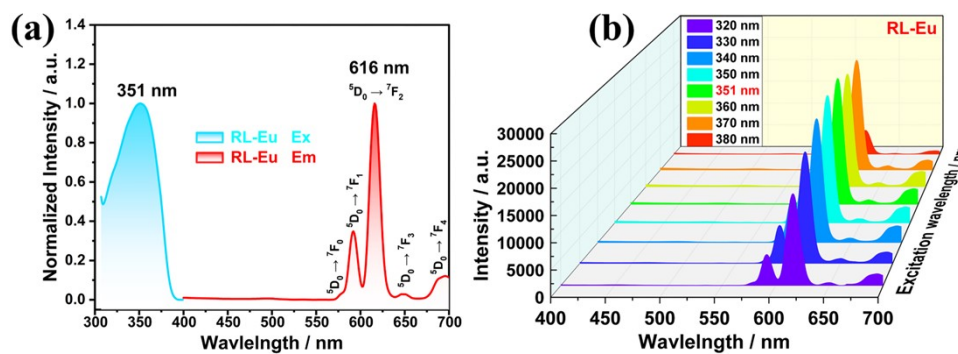 (a)
Normalized Intensity / a.u.
1.4
1.2
1.0
0.8
0.6
0.4
0.2
0.0
351 nm
616 nm
⁵D₀ → ⁷F₂
RL-Eu Ex
RL-Eu Em
⁵D₀ → ⁷F₀
⁵D₀ → ⁷F₁
⁵D₀ → ⁷F₃
⁵D₀ → ⁷F₄
300 350 400 450 500 550 600 650 700
Wavelngth / nm
(b)
RL-Eu
320 nm
330 nm
340 nm
350 nm
351 nm
360 nm
370 nm
380 nm
Intensity / a.u.
30000
25000
20000
15000
10000
5000
0
400 450 500 550 600 650 700
Wavelngth / nm
Excitation wavelength / nm